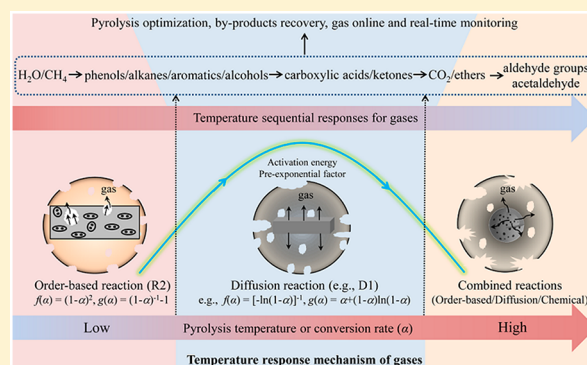 Pyrolysis optimization, by-products recovery, gas online and real-time monitoring
H₂O/CH₄→phenols/alkanes/aromatics/alcohols→carboxylic acids/ketones→CO₂/ethers→aldehyde groups
acetaldehyde
Temperature sequential responses for gases
Activation energy
Pre-exponential factor
gas
gas
gas
Order-based reaction (R2)
f(α) = (1-α)², g(α) = (1-α)⁻¹-1
Diffusion reaction (e.g., D1)
e.g., f(α) = [-ln(1-α)]⁻¹, g(α) = α+(1-α)ln(1-α)
Combined reactions
(Order-based/Diffusion/Chemical)
Low
Pyrolysis temperature or conversion rate (α)
High
Temperature response mechanism of gases